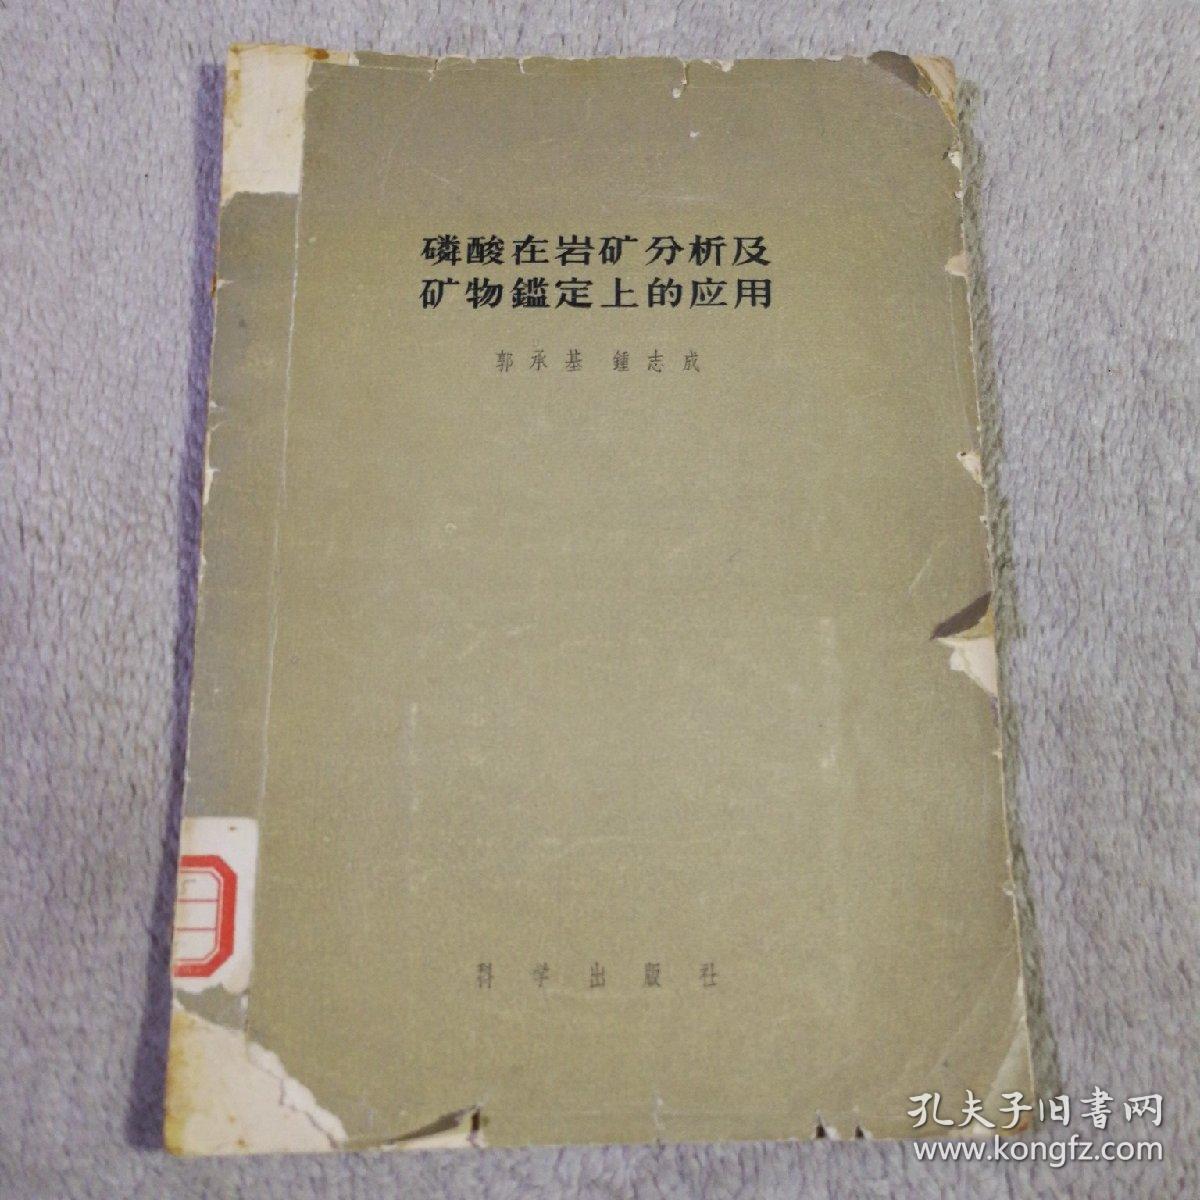 磷酸在岩矿分析及
矿物鑑定上的应用
郭承基 鍾志成
科学出版社
孔夫子旧書网
www.kongfz.com